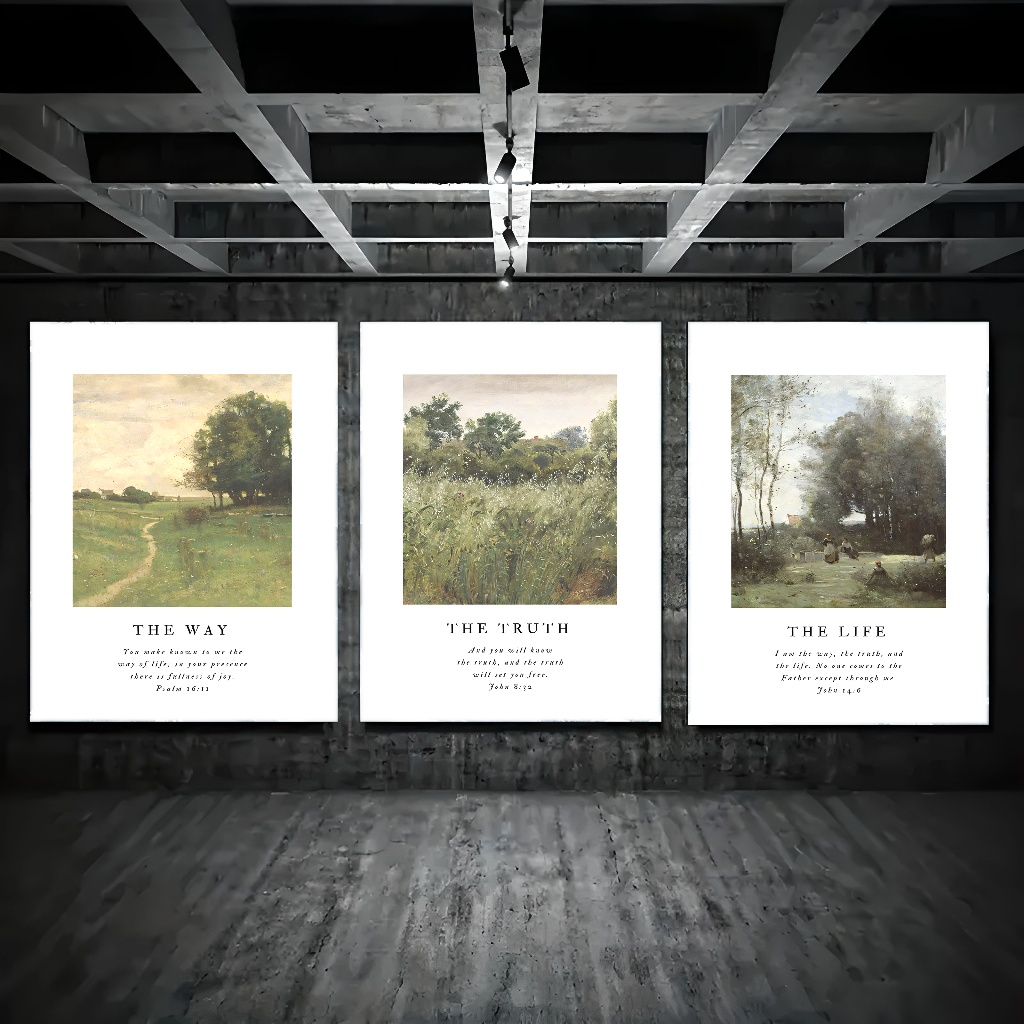 THE WAY
You make known to me the
way of life, in your presence
there is fullness of joy.
Psalm 16:11
THE TRUTH
And you will know
the truth, and the truth
will set you free.
John 8:32
THE LIFE
I am the way, the truth, and
the life. No one comes to the
Father except through me
John 14:6